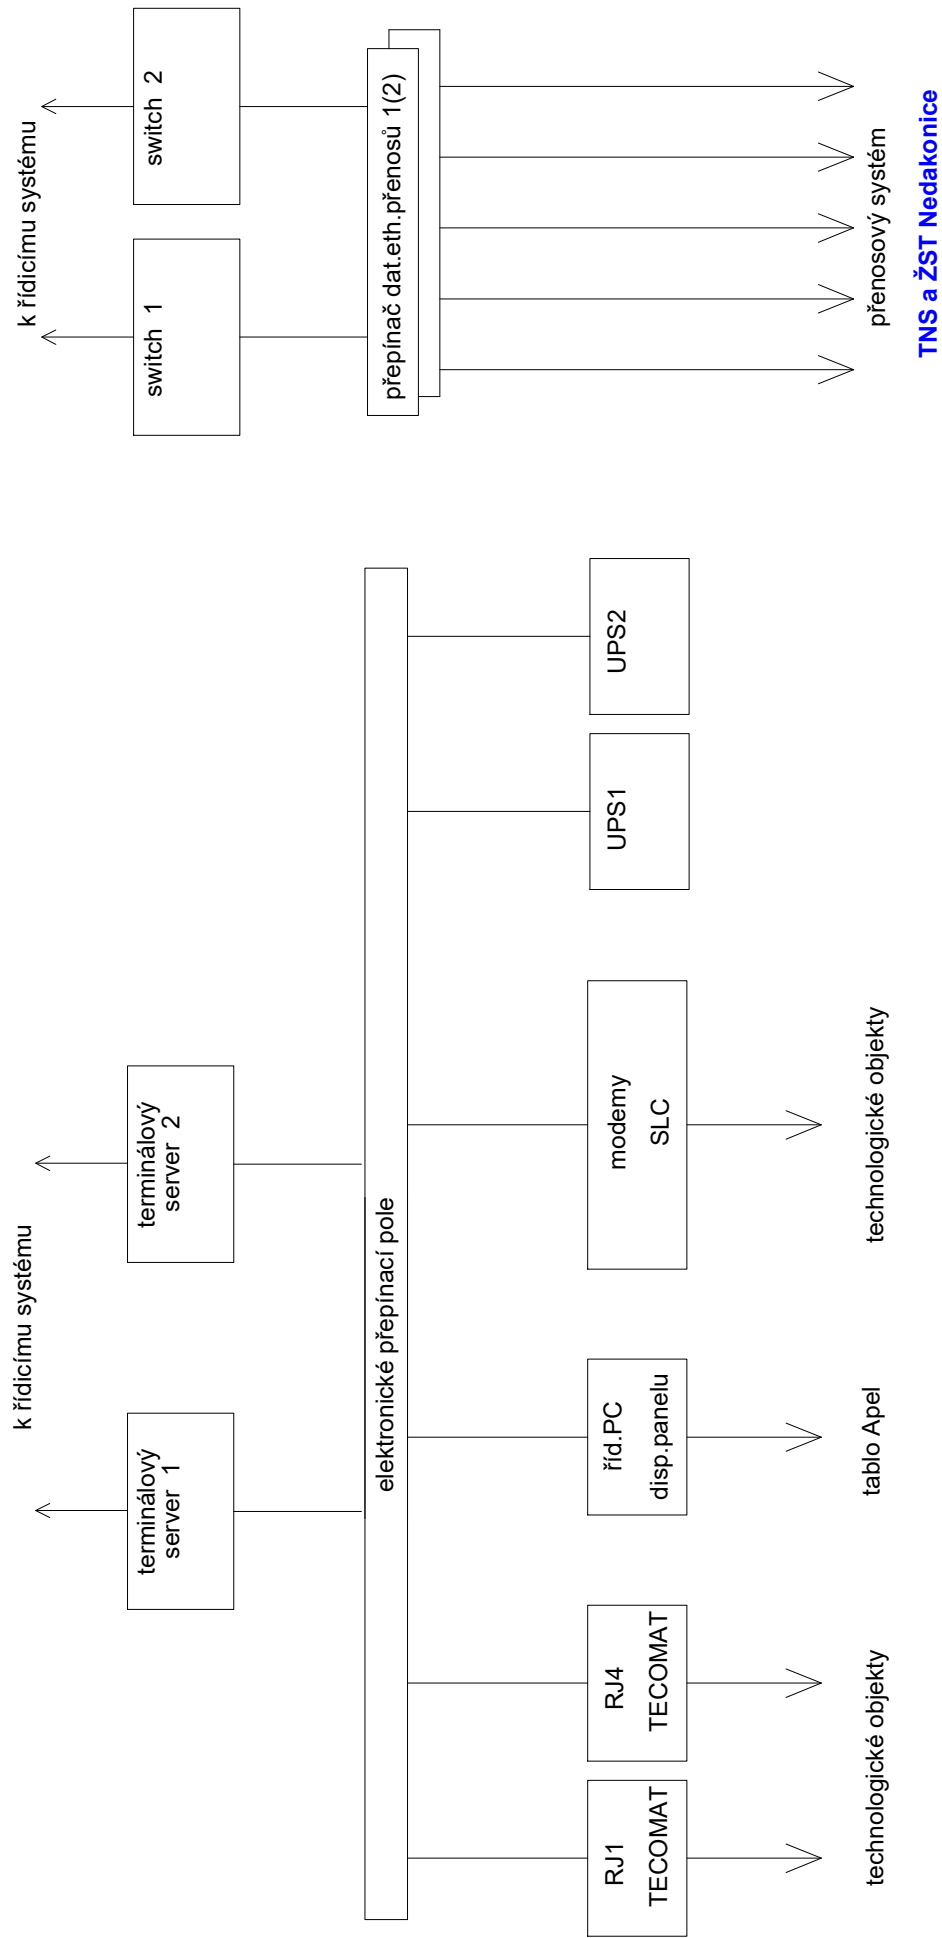 k řídicímu systému
terminálový
server 1
terminálový
server 2
elektronické přepínací pole
RJ1
TECOMAT
RJ4
TECOMAT
říd.PC
disp.panelu
modemy
SLC
UPS1
UPS2
technologické objekty
tablo Apel
technologické objekty
k řídicímu systému
switch 1
switch 2
přepínač dat.eth.přenosů 1(2)
přenosový systém
TNS a ŽST Nedakonice